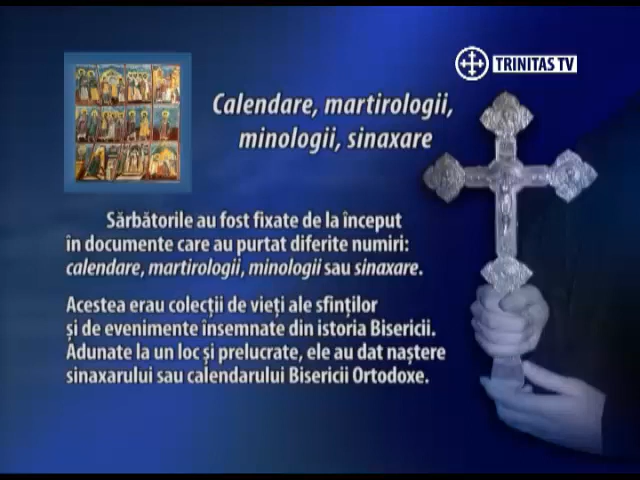 TRINITAS TV
Calendare, martirologii,
minologii, sinaxare
Sărbătorile au fost fixate de la început
în documente care au purtat diferite numiri:
calendare, martirologii, minologii sau sinaxare.
Acestea erau colecții de vieți ale sfinților
și de evenimente însemnate din istoria Bisericii.
Adunate la un loc și prelucrate, ele au dat naștere
sinaxarului sau calendarului Bisericii Ortodoxe.